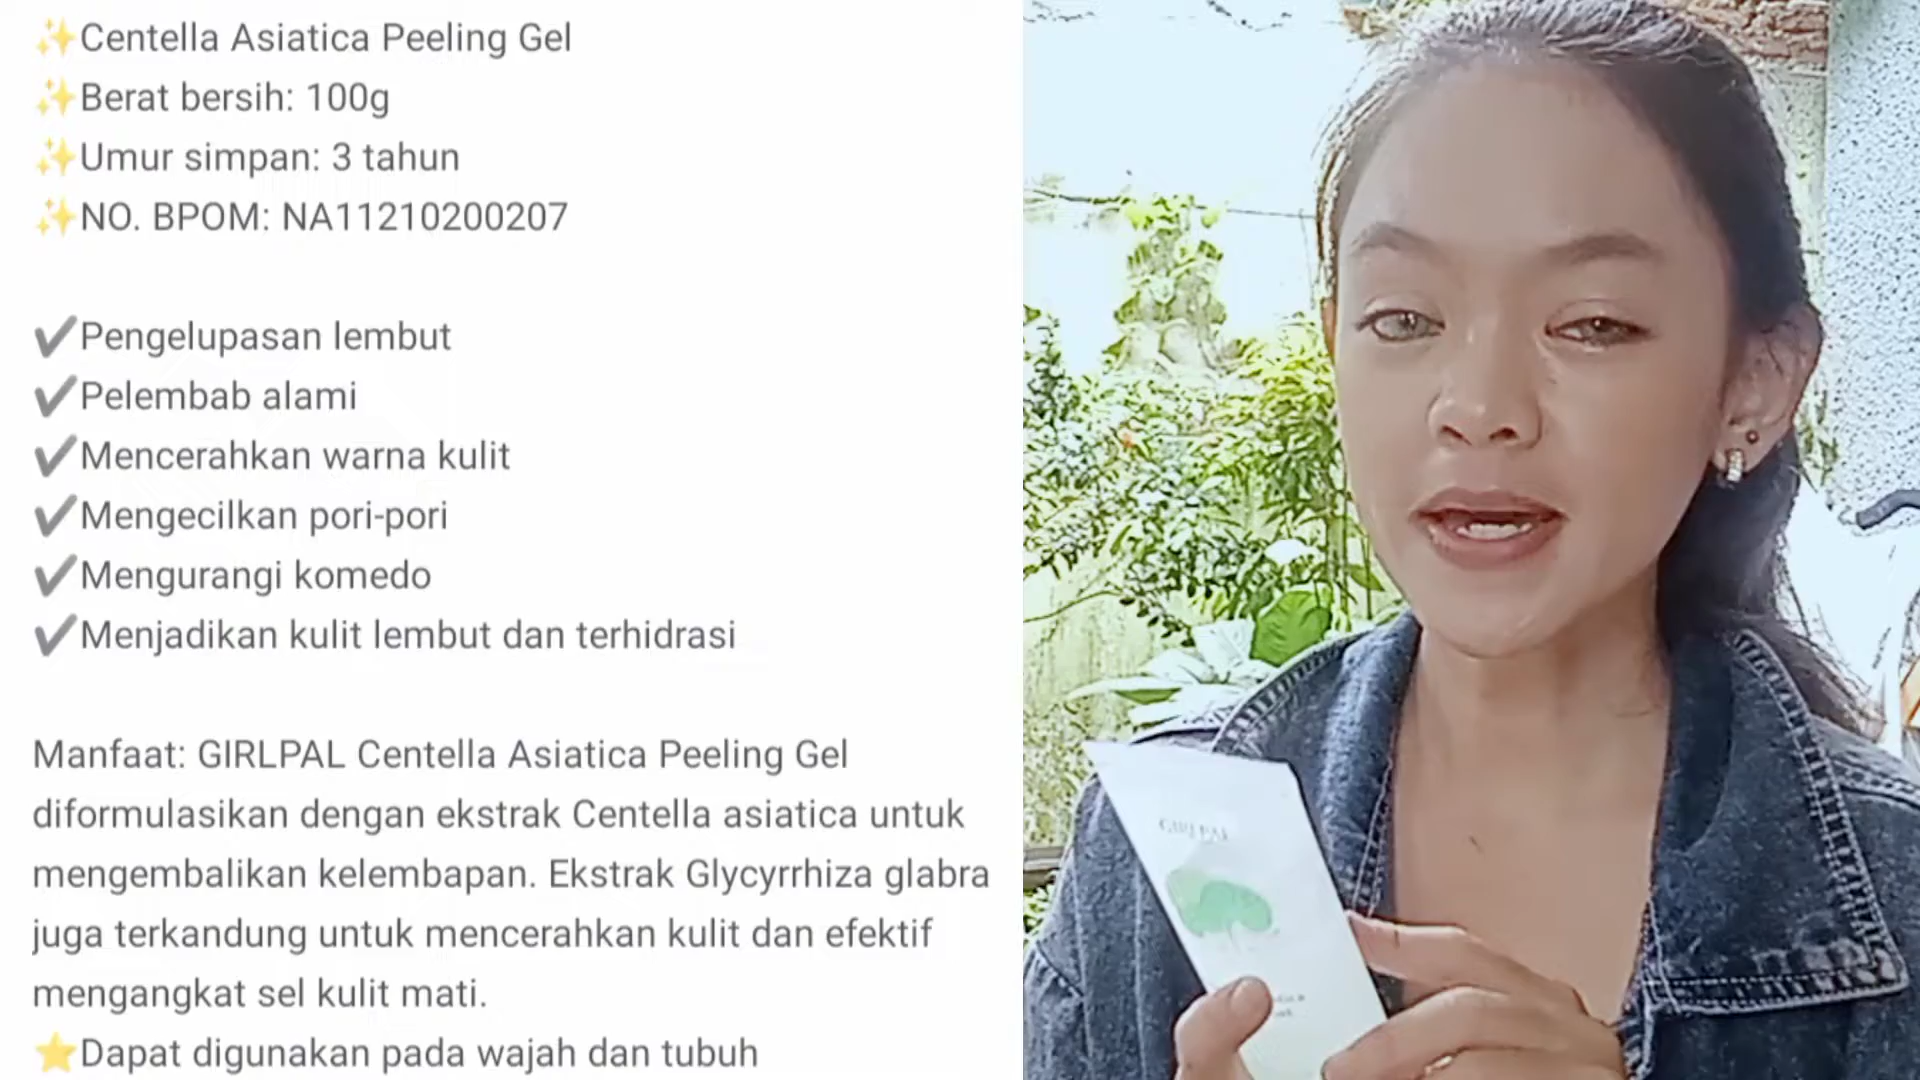 ✨Centella Asiatica Peeling Gel
✨Berat bersih: 100g
✨Umur simpan: 3 tahun
✨NO. BPOM: NA11210200207
✔Pengelupasan lembut
✔Pelembab alami
✔Mencerahkan warna kulit
✔Mengecilkan pori-pori
✔Mengurangi komedo
✔Menjadikan kulit lembut dan terhidrasi
Manfaat: GIRLPAL Centella Asiatica Peeling Gel
diformulasikan dengan ekstrak Centella asiatica untuk
mengembalikan kelembapan. Ekstrak Glycyrrhiza glabra
juga terkandung untuk mencerahkan kulit dan efektif
mengangkat sel kulit mati.
⭐Dapat digunakan pada wajah dan tubuh
GIRLPAL